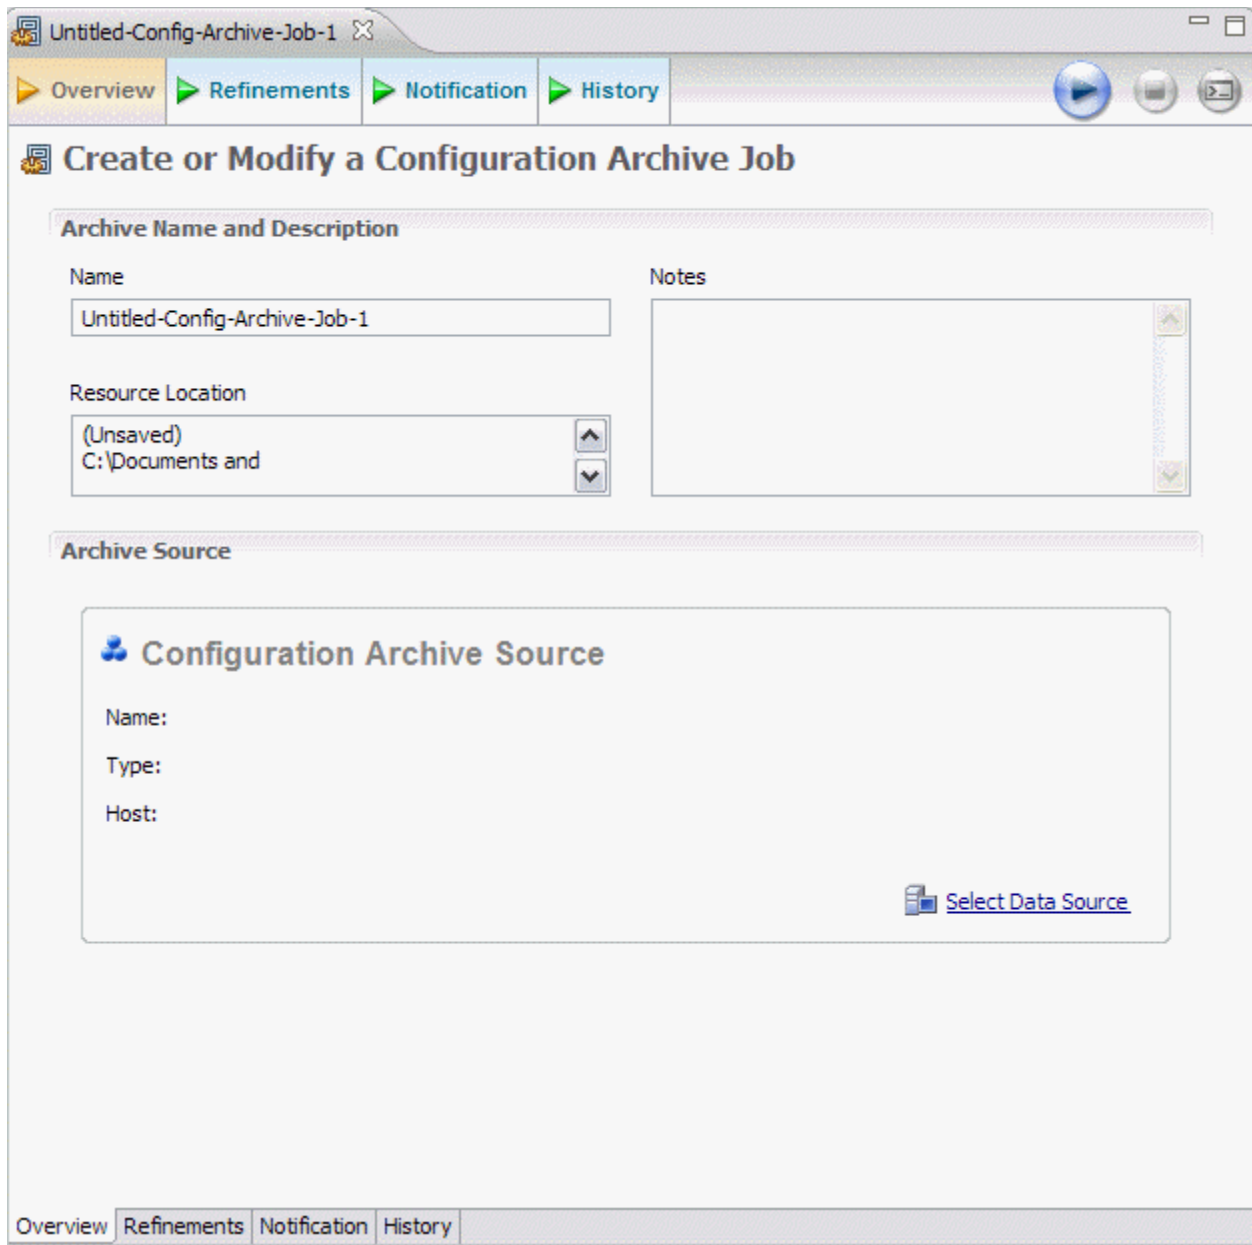 Untitled-Config-Archive-Job-1
Overview Refinements Notification History
Create or Modify a Configuration Archive Job
Archive Name and Description
Name
Untitled-Config-Archive-Job-1
Notes
Resource Location
(Unsaved)
C:\Documents and
Archive Source
Configuration Archive Source
Name:
Type:
Host:
Select Data Source
Overview Refinements Notification History